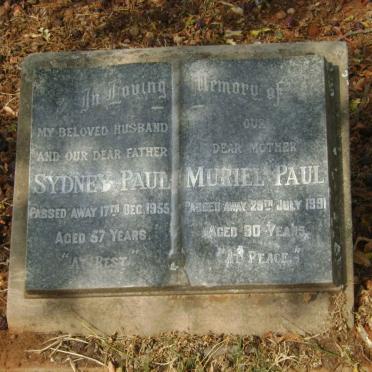 In Loving Memory of
MY BELOVED HUSBAND
AND OUR DEAR FATHER
SYDNEY PAUL
PASSED AWAY 17TH DEC. 1955
AGED 57 YEARS.
"AT REST."
OUR
DEAR MOTHER
MURIEL PAUL
PASSED AWAY 29TH JULY 1991
AGED 90 YEARS.
"AT PEACE."